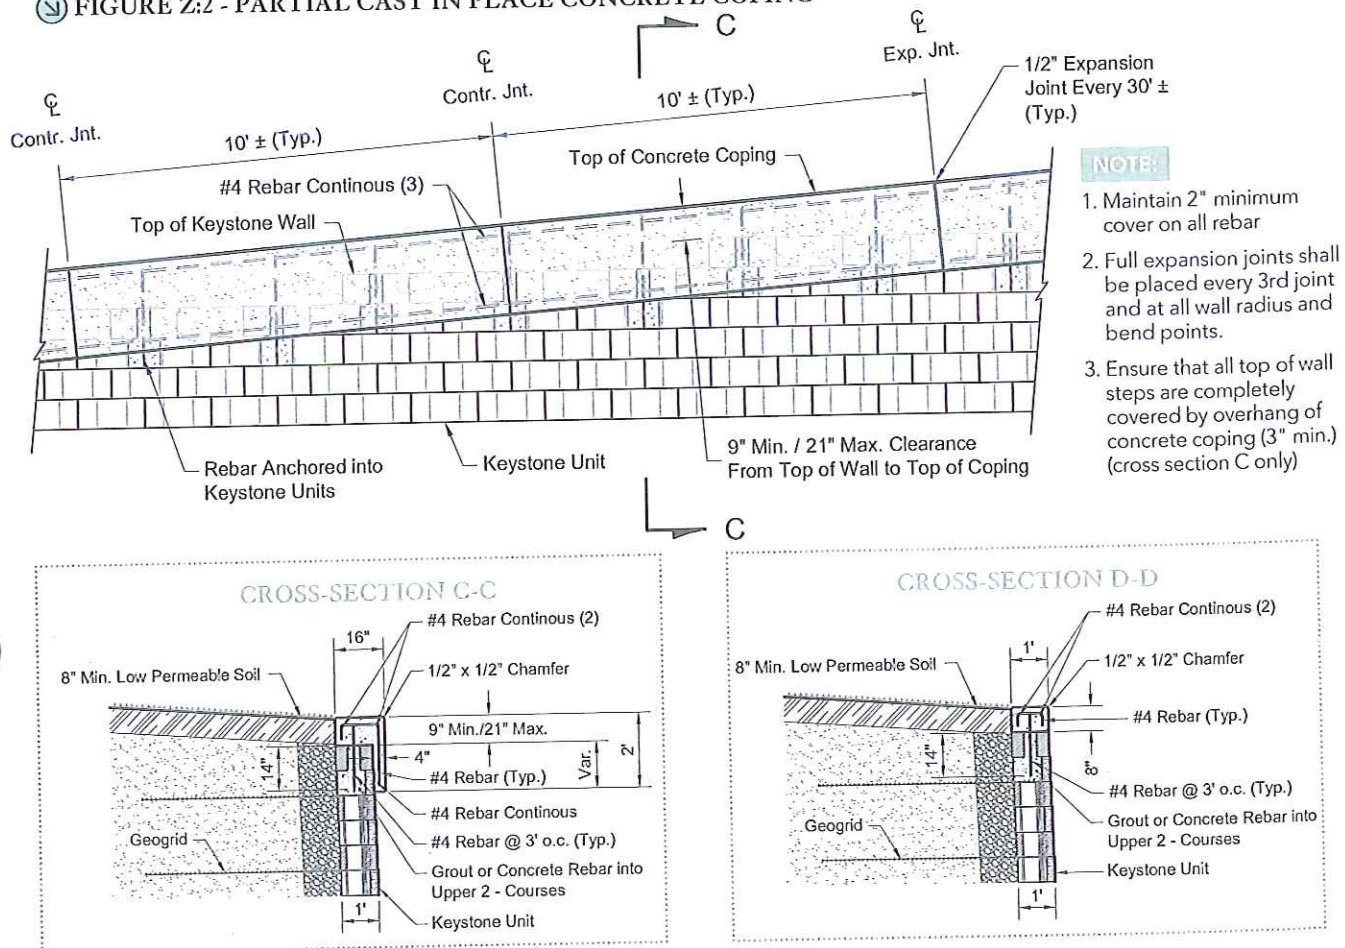 FIGURE Z:2 - PARTIAL CAST IN PLACE CONCRETE COPING
C
℄
Exp. Jnt.
℄
Contr. Jnt.
℄
Contr. Jnt.
1/2" Expansion
Joint Every 30' ±
(Typ.)
10' ± (Typ.)
10' ± (Typ.)
Top of Concrete Coping
#4 Rebar Continous (3)
Top of Keystone Wall
NOTE:
1. Maintain 2" minimum
cover on all rebar
2. Full expansion joints shall
be placed every 3rd joint
and at all wall radius and
bend points.
3. Ensure that all top of wall
steps are completely
covered by overhang of
concrete coping (3" min.)
(cross section C only)
Rebar Anchored into
Keystone Units
Keystone Unit
9" Min. / 21" Max. Clearance
From Top of Wall to Top of Coping
C
CROSS-SECTION C-C
#4 Rebar Continous (2)
16"
8" Min. Low Permeable Soil
1/2" x 1/2" Chamfer
9" Min./21" Max.
14"
4"
Var.
2'
#4 Rebar (Typ.)
#4 Rebar Continous
#4 Rebar @ 3' o.c. (Typ.)
Geogrid
Grout or Concrete Rebar into
Upper 2 - Courses
1'
Keystone Unit
CROSS-SECTION D-D
#4 Rebar Continous (2)
1'
8" Min. Low Permeable Soil
1/2" x 1/2" Chamfer
#4 Rebar (Typ.)
14"
8"
#4 Rebar @ 3' o.c. (Typ.)
Geogrid
Grout or Concrete Rebar into
Upper 2 - Courses
Keystone Unit
1'